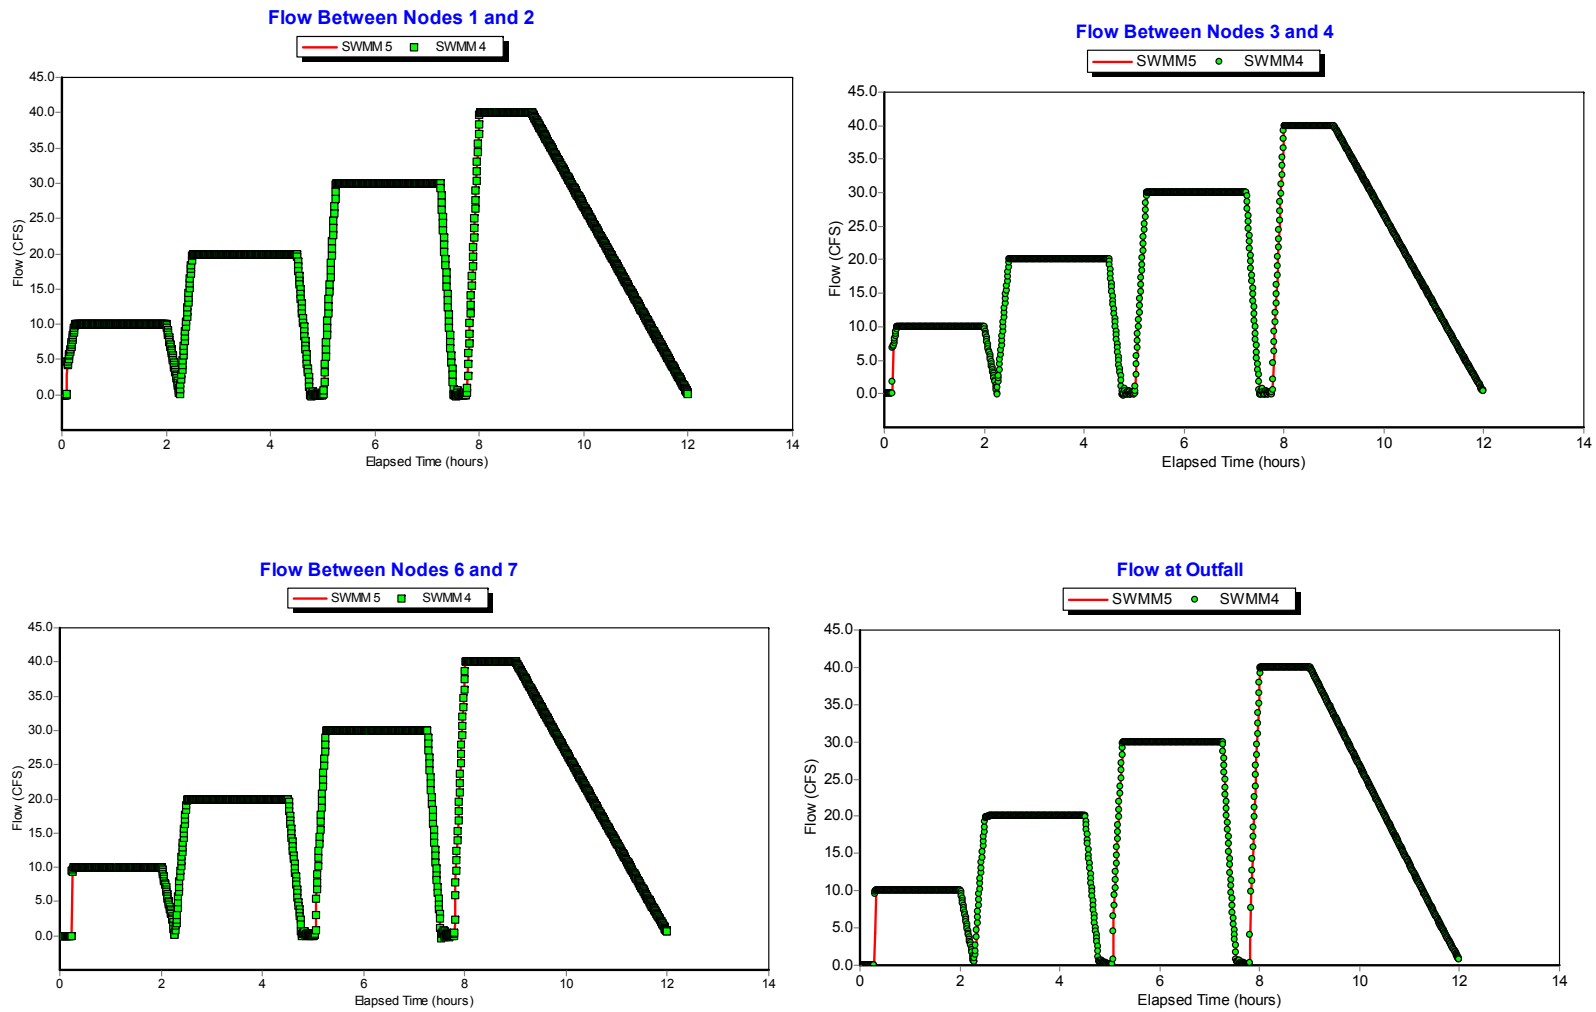 Flow Between Nodes 1 and 2
SWMM 5 SWMM 4
45.0
40.0
35.0
30.0
25.0
20.0
15.0
10.0
5.0
0.0
Flow (CFS)
0 2 4 6 8 10 12 14
Elapsed Time (hours)
Flow Between Nodes 3 and 4
SWMM5 SWMM4
45.0
40.0
35.0
30.0
25.0
20.0
15.0
10.0
5.0
0.0
Flow (CFS)
0 2 4 6 8 10 12 14
Elapsed Time (hours)
Flow Between Nodes 6 and 7
SWMM 5 SWMM 4
45.0
40.0
35.0
30.0
25.0
20.0
15.0
10.0
5.0
0.0
Flow (CFS)
0 2 4 6 8 10 12 14
Elapsed Time (hours)
Flow at Outfall
SWMM5 SWMM4
45.0
40.0
35.0
30.0
25.0
20.0
15.0
10.0
5.0
0.0
Flow (CFS)
0 2 4 6 8 10 12 14
Elapsed Time (hours)